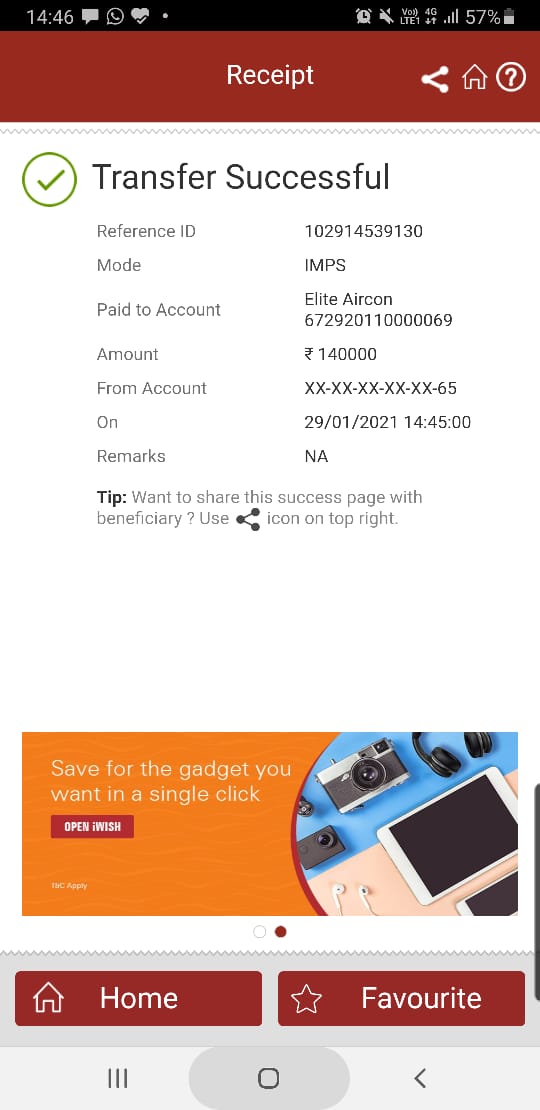 14:46
Vo)) 4G
LTE1
57%
Receipt
Transfer Successful
Reference ID 102914539130
Mode IMPS
Paid to Account Elite Aircon
672920110000069
Amount ₹ 140000
From Account XX-XX-XX-XX-XX-65
On 29/01/2021 14:45:00
Remarks NA
Tip: Want to share this success page with
beneficiary ? Use icon on top right.
Save for the gadget you
want in a single click
OPEN iWISH
T&C Apply
Home
Favourite